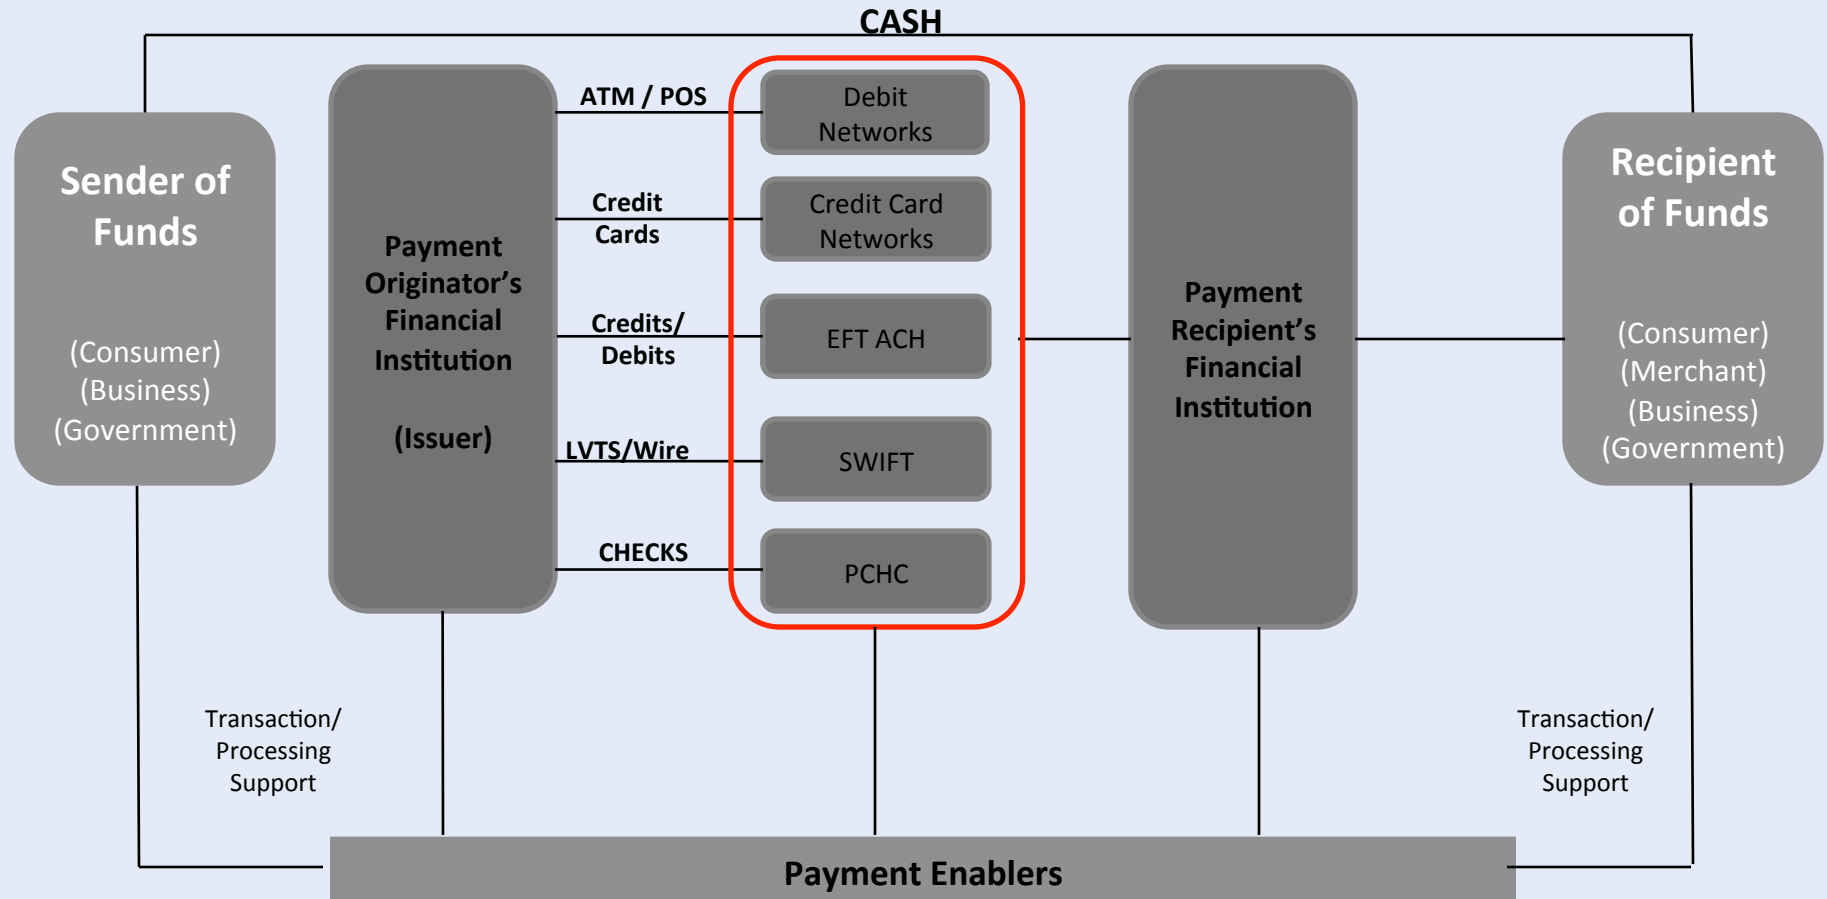 CASH
Sender of
Funds
(Consumer)
(Business)
(Government)
Payment
Originator’s
Financial
Institution
(Issuer)
ATM / POS
Credit
Cards
Credits/
Debits
LVTS/Wire
CHECKS
Debit
Networks
Credit Card
Networks
EFT ACH
SWIFT
PCHC
Payment
Recipient’s
Financial
Institution
Recipient
of Funds
(Consumer)
(Merchant)
(Business)
(Government)
Transaction/
Processing
Support
Transaction/
Processing
Support
Payment Enablers